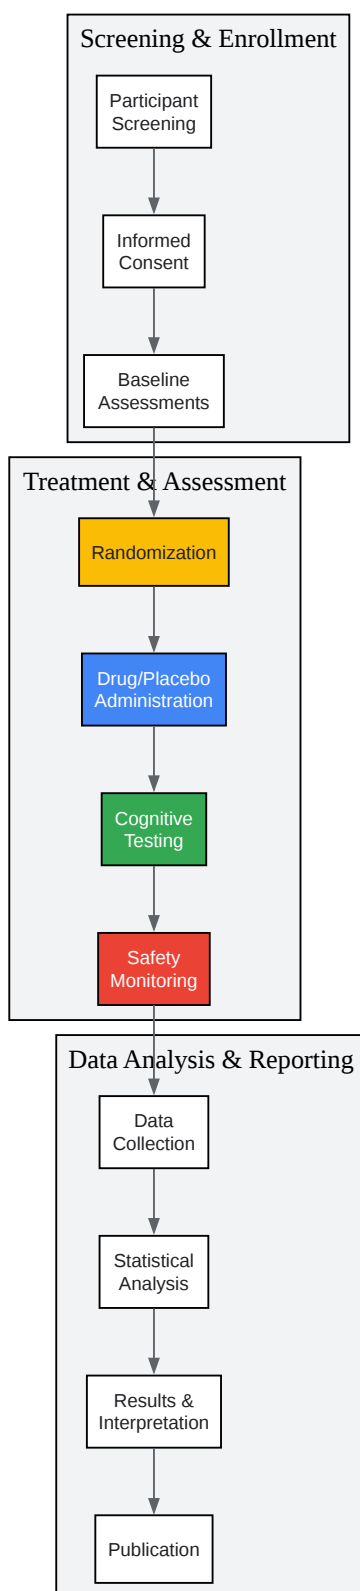 Screening & Enrollment
Participant
Screening
Informed
Consent
Baseline
Assessments
Treatment & Assessment
Randomization
Drug/Placebo
Administration
Cognitive
Testing
Safety
Monitoring
Data Analysis & Reporting
Data
Collection
Statistical
Analysis
Results &
Interpretation
Publication